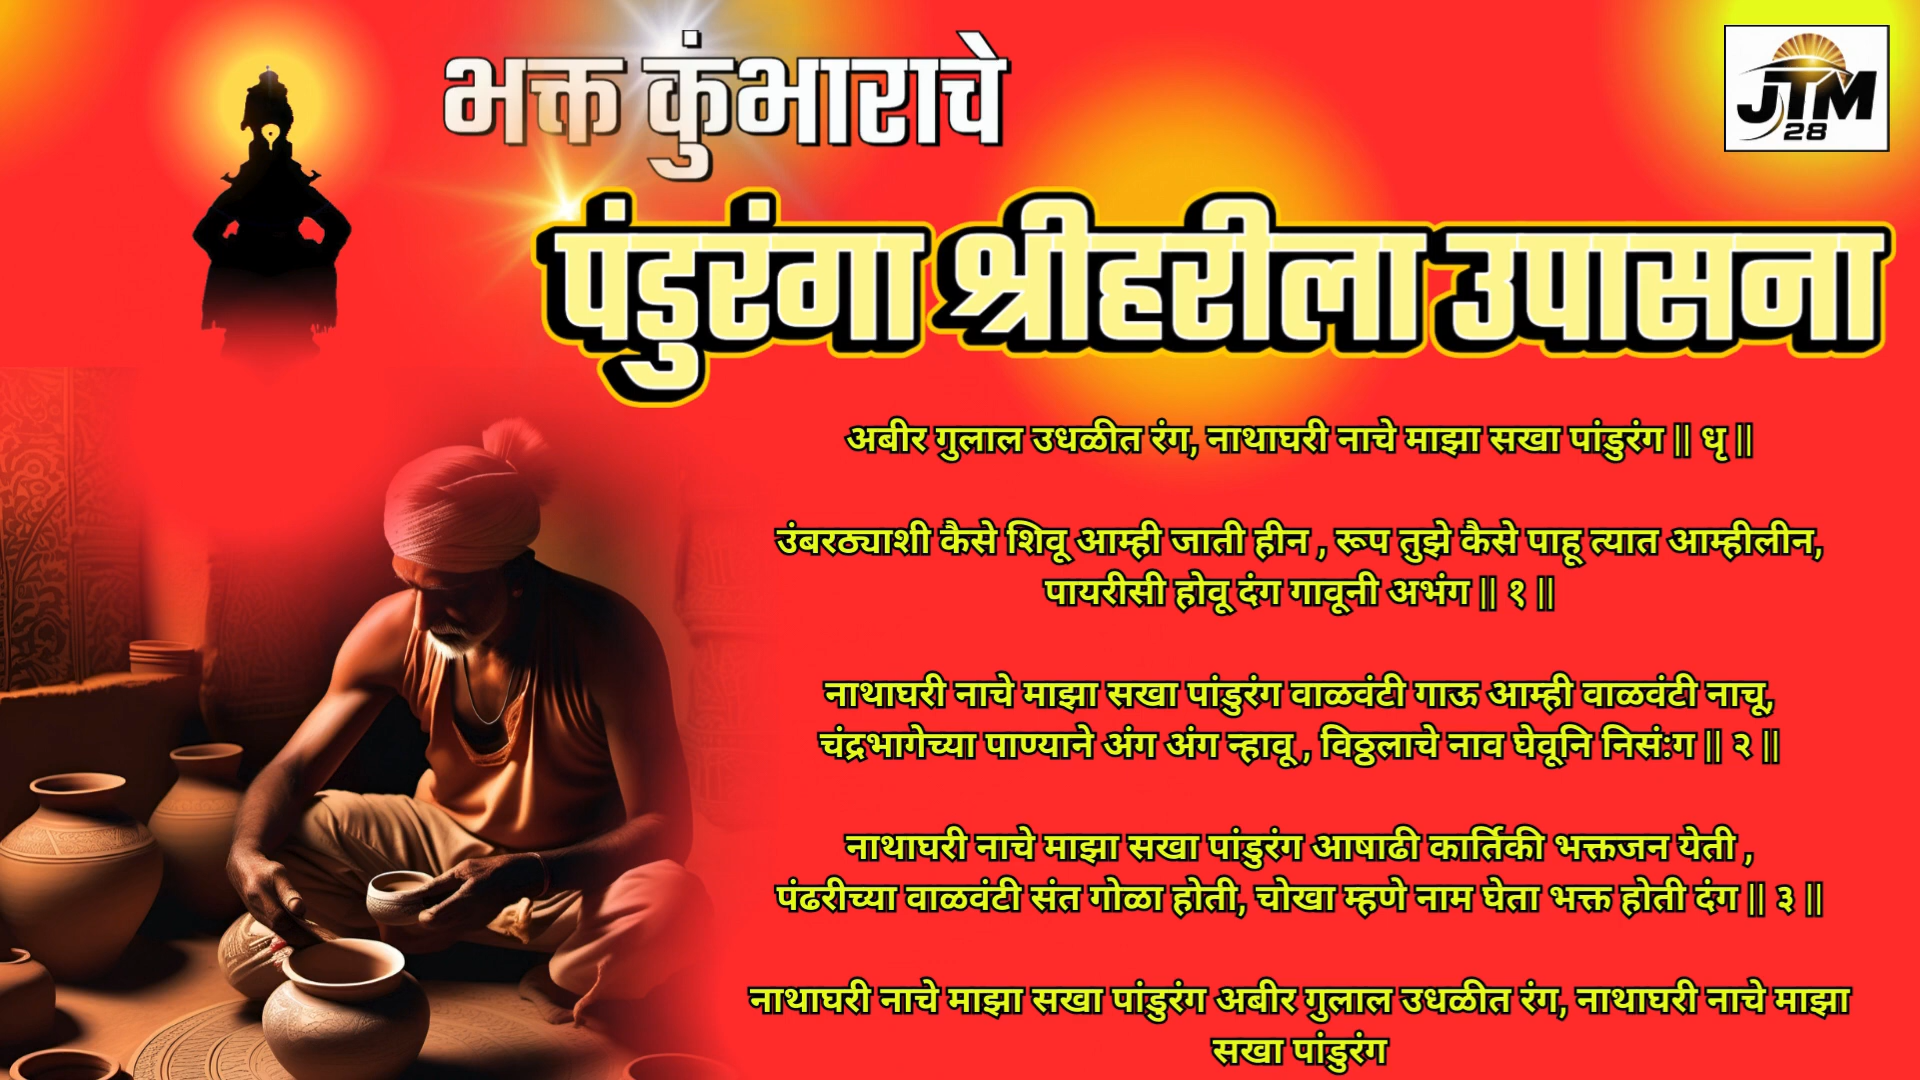 भक्त कुंभाराचे
JTM
28
पंडुरंगा श्रीहरीला उपासना
अबीर गुलाल उधळीत रंग, नाथाघरी नाचे माझा सखा पांडुरंग || धृ ||
उंबरठ्याशी कैसे शिवू आम्ही जाती हीन , रूप तुझे कैसे पाहू त्यात आम्हीलीन,
पायरीसी होवू दंग गावूनी अभंग || १ ||
नाथाघरी नाचे माझा सखा पांडुरंग वाळवंटी गाऊ आम्ही वाळवंटी नाचू,
चंद्रभागेच्या पाण्याने अंग अंग न्हावू , विठ्ठलाचे नाव घेवूनि निसंःग || २ ||
नाथाघरी नाचे माझा सखा पांडुरंग आषाढी कार्तिकी भक्तजन येती ,
पंढरीच्या वाळवंटी संत गोळा होती, चोखा म्हणे नाम घेता भक्त होती दंग || ३ ||
नाथाघरी नाचे माझा सखा पांडुरंग अबीर गुलाल उधळीत रंग, नाथाघरी नाचे माझा
सखा पांडुरंग